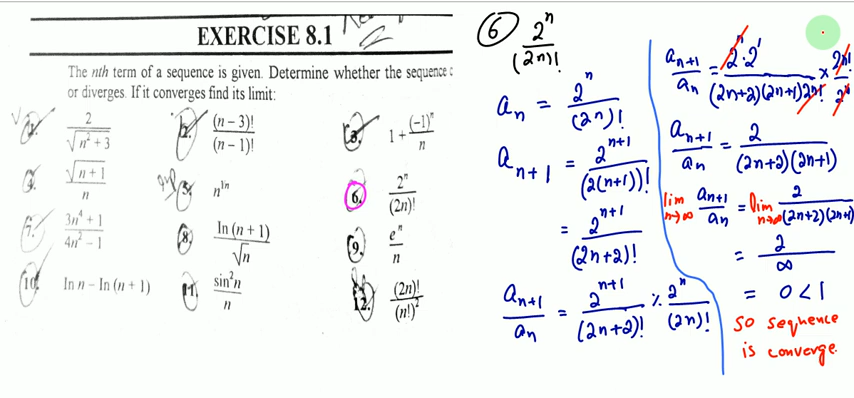 EXERCISE 8.1
The nth term of a sequence is given. Determine whether the sequence c
or diverges. If it converges find its limit:
2/√(n²+3) 2. (n−3)!/(n−1)! 3. 1+(-1)ⁿ/n
4. √(n+1)/n 5. n^(1/n) 6. 2ⁿ/(2n)!
7. (3n⁴+1)/(4n²−1) 8. ln(n+1)/√n 9. eⁿ/n
10. ln n − ln (n+1) 11. sin²n/n 12. (2n)!/(n!)²
6 2ⁿ/(2n)!
aₙ = 2ⁿ/(2n)!
aₙ₊₁ = 2ⁿ⁺¹/(2(n+1))!
= 2ⁿ⁺¹/(2n+2)!
aₙ₊₁/aₙ = 2ⁿ⁺¹/(2n+2)! ÷ 2ⁿ/(2n)!
aₙ₊₁/aₙ = 2ⁿ·2¹/((2n+2)(2n+1)2n!) × 2n!/2ⁿ
aₙ₊₁/aₙ = 2/((2n+2)(2n+1))
lim n→∞ aₙ₊₁/aₙ = lim n→∞ 2/((2n+2)(2n+1))
= 2/∞
= 0 < 1
so sequence
is converge.